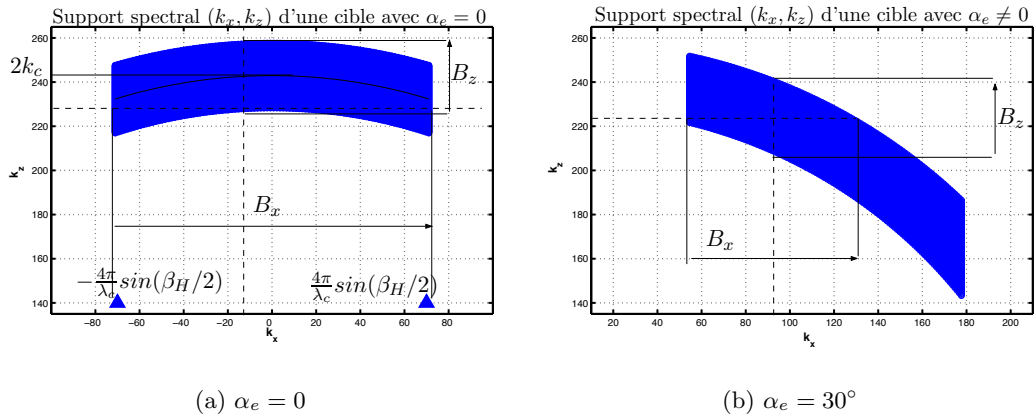 Support spectral (k_x, k_z) d'une cible avec α_e = 0
260
240
220
200
180
160
140
k_z
2k_c
B_z
B_x
−4π/λ_c sin(β_H/2)
4π/λ_c sin(β_H/2)
−80 −60 −40 −20 0 20 40 60 80
k_x
(a) α_e = 0
Support spectral (k_x, k_z) d'une cible avec α_e ≠ 0
260
240
220
200
180
160
140
k_z
B_z
B_x
20 40 60 80 100 120 140 160 180 200
k_x
(b) α_e = 30°